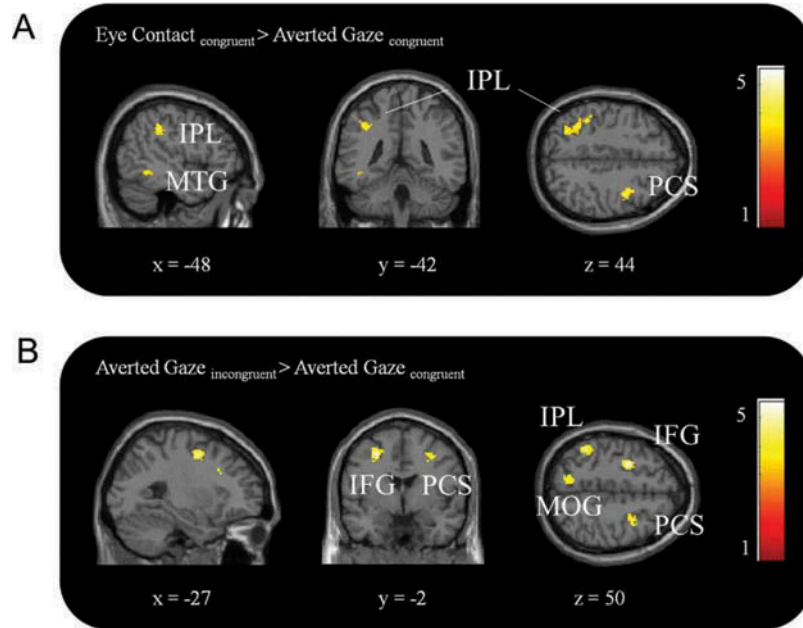 A
Eye Contact congruent > Averted Gaze congruent
IPL
IPL
MTG
PCS
5
1
x = -48
y = -42
z = 44
B
Averted Gaze incongruent > Averted Gaze congruent
IPL
IFG
IFG
PCS
MOG
PCS
5
1
x = -27
y = -2
z = 50